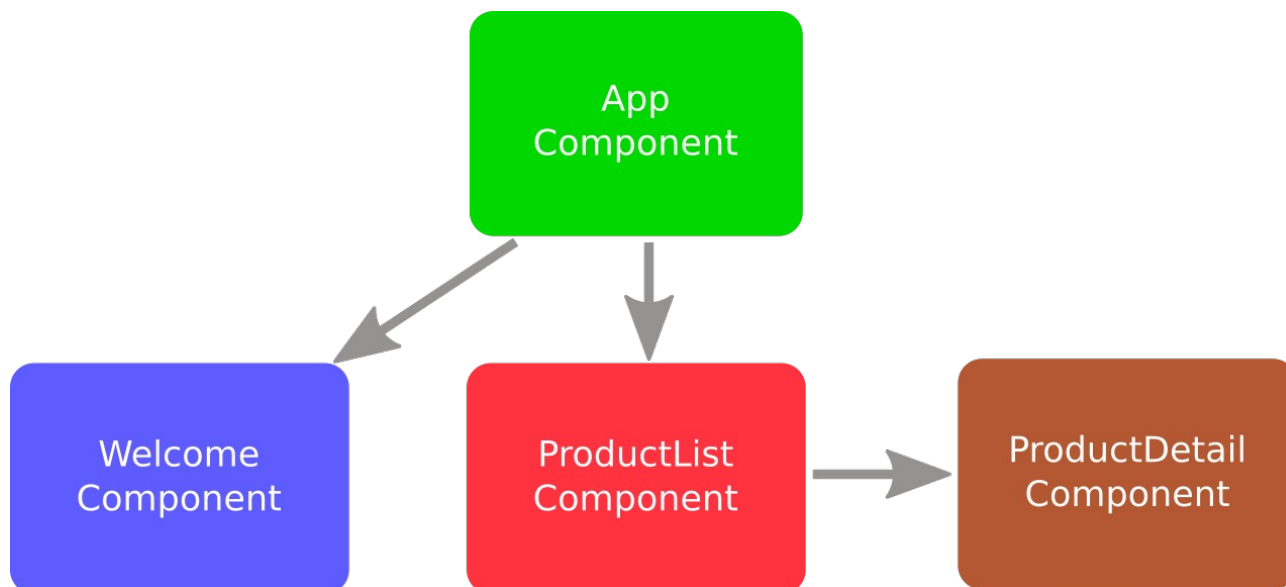 App
Component
Welcome
Component
ProductList
Component
ProductDetail
Component